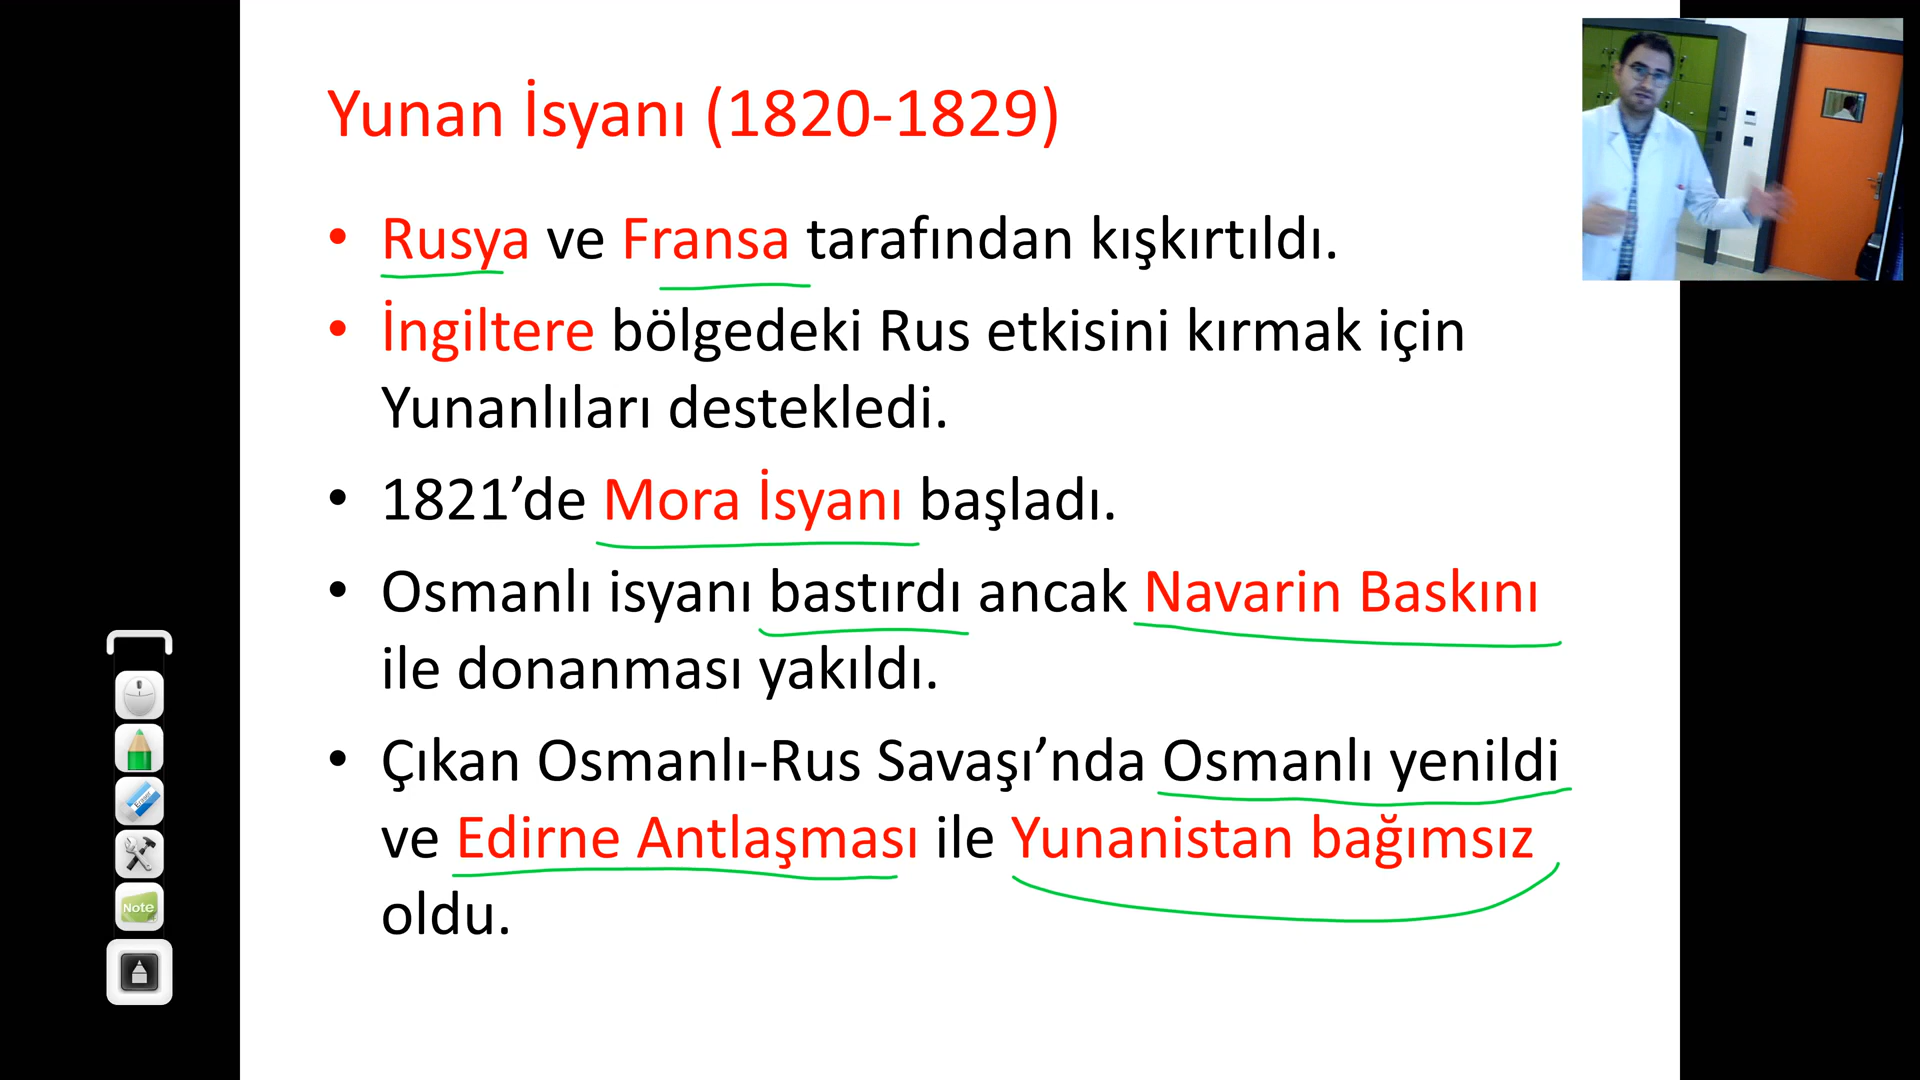 Yunan İsyanı (1820-1829)
• Rusya ve Fransa tarafından kışkırtıldı.
• İngiltere bölgedeki Rus etkisini kırmak için
Yunanlıları destekledi.
• 1821’de Mora İsyanı başladı.
• Osmanlı isyanı bastırdı ancak Navarin Baskını
ile donanması yakıldı.
• Çıkan Osmanlı-Rus Savaşı’nda Osmanlı yenildi
ve Edirne Antlaşması ile Yunanistan bağımsız
oldu.
Eraser
Note